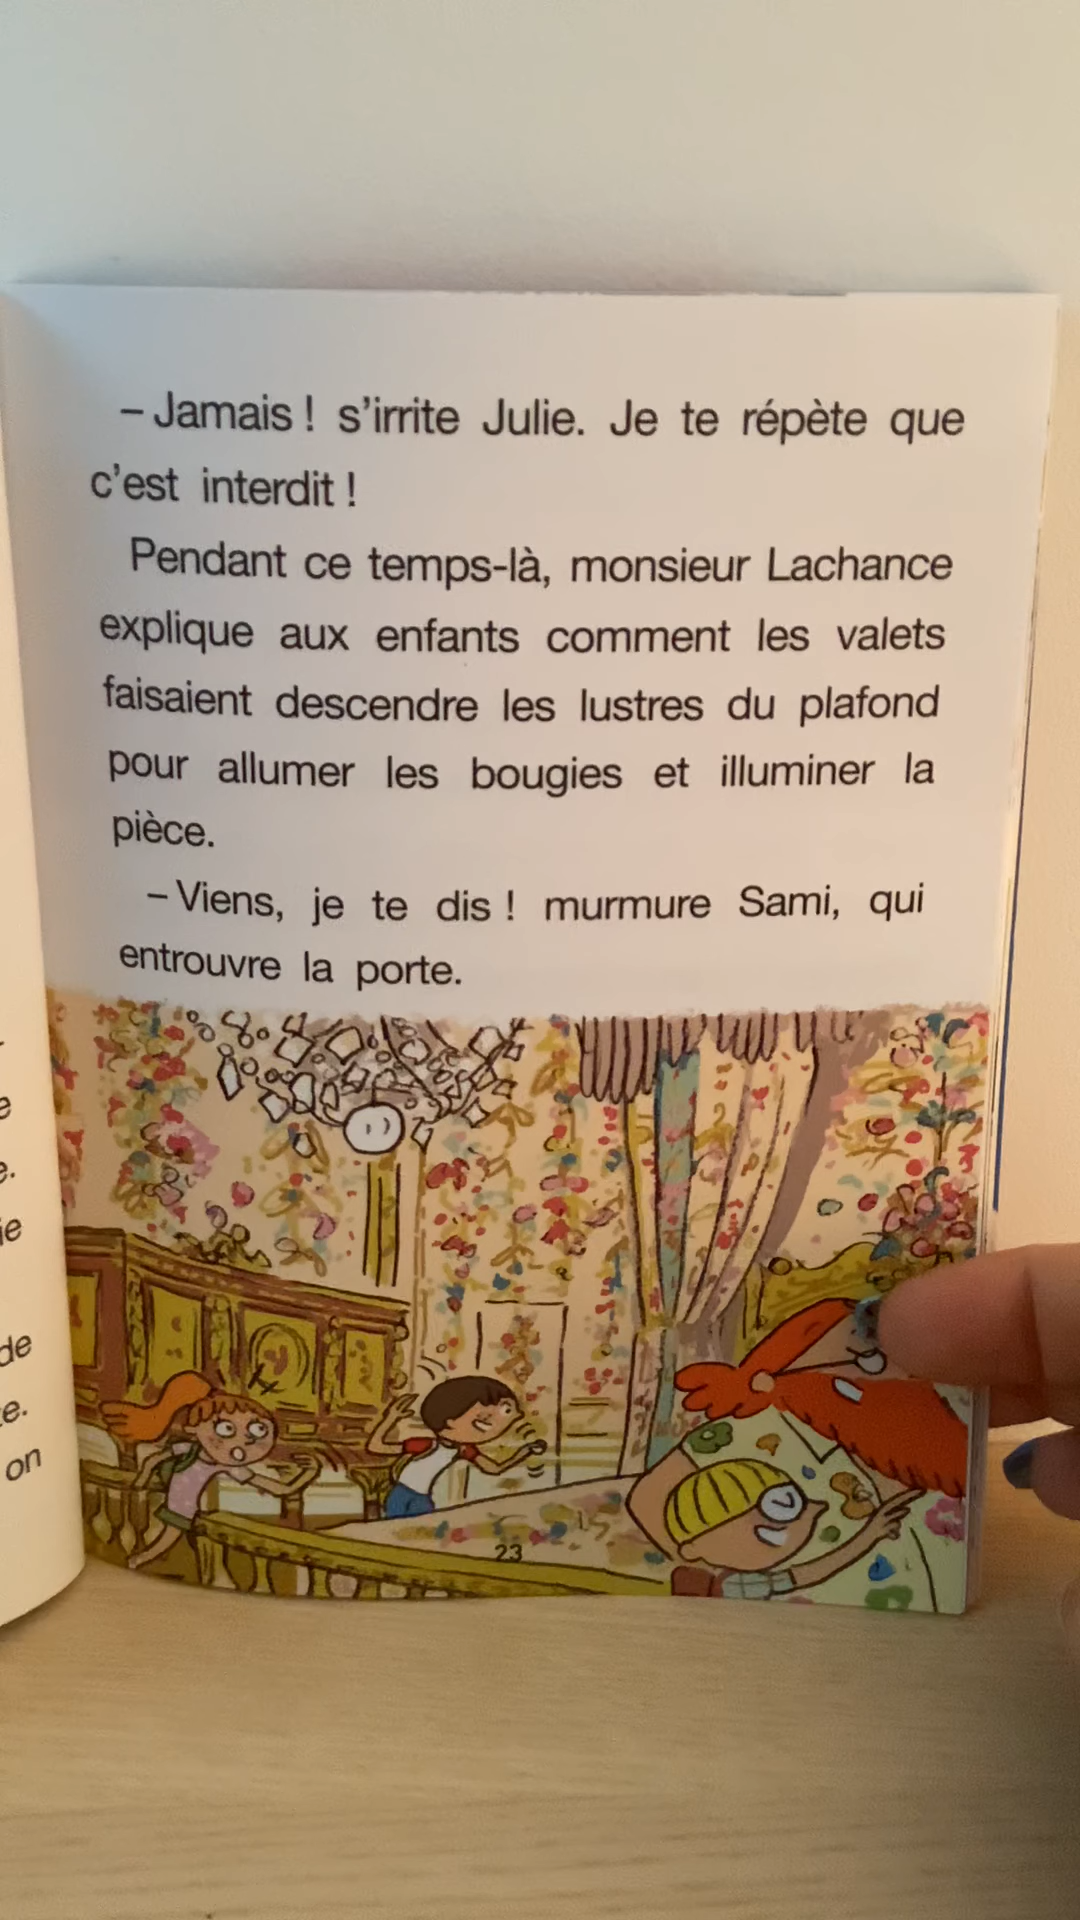 – Jamais ! s'irrite Julie. Je te répète que
c'est interdit !
Pendant ce temps-là, monsieur Lachance
explique aux enfants comment les valets
faisaient descendre les lustres du plafond
pour allumer les bougies et illuminer la
pièce.
– Viens, je te dis ! murmure Sami, qui
entrouvre la porte.
23
de
on